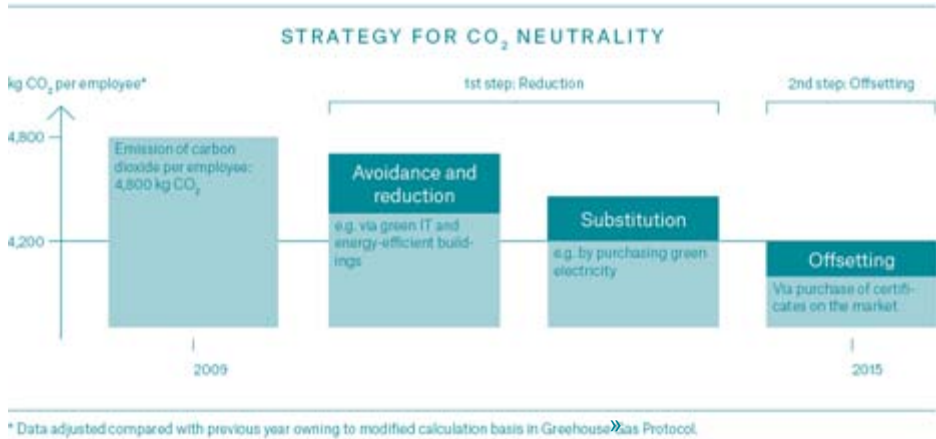 STRATEGY FOR CO₂ NEUTRALITY
kg CO₂ per employee*
1st step: Reduction
2nd step: Offsetting
4,800
Emission of carbon
dioxide per employee:
4,800 kg CO₂
Avoidance and
reduction
e.g. via green IT and
energy-efficient build-
ings
Substitution
e.g. by purchasing green
electricity
4,200
Offsetting
Via purchase of certifi-
cates on the market
2009
2015
* Data adjusted compared with previous year owning to modified calculation basis in Greehouse»Gas Protocol.